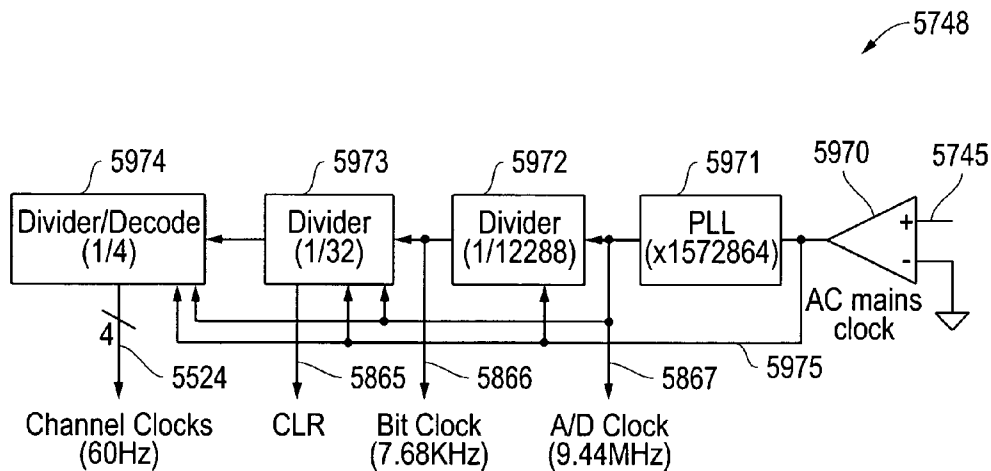 5748
5974
5973
5972
5971
5970
5745
Divider/Decode
(1/4)
Divider
(1/32)
Divider
(1/12288)
PLL
(x1572864)
+
-
AC mains
clock
4
5524
5865
5866
5867
5975
Channel Clocks
(60Hz)
CLR
Bit Clock
(7.68KHz)
A/D Clock
(9.44MHz)